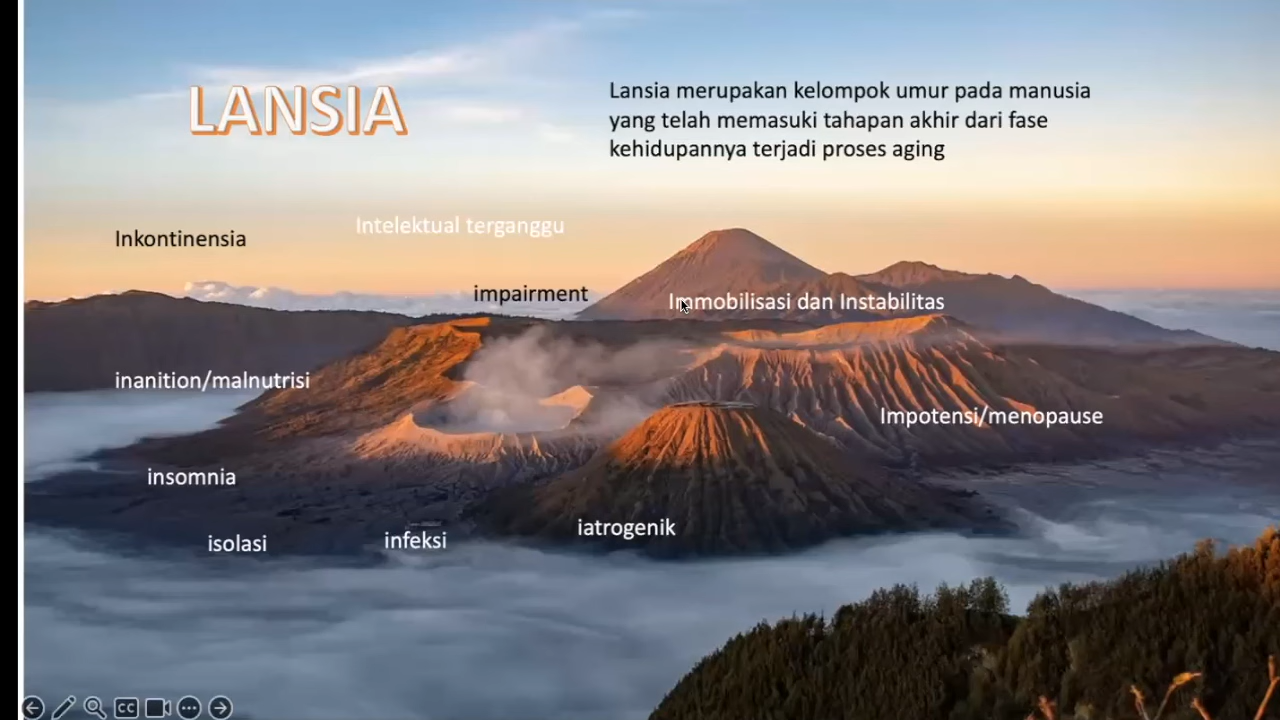 LANSIA
Lansia merupakan kelompok umur pada manusia
yang telah memasuki tahapan akhir dari fase
kehidupannya terjadi proses aging
Intelektual terganggu
Inkontinensia
impairment
Immobilisasi dan Instabilitas
inanition/malnutrisi
Impotensi/menopause
insomnia
iatrogenik
infeksi
isolasi
CC